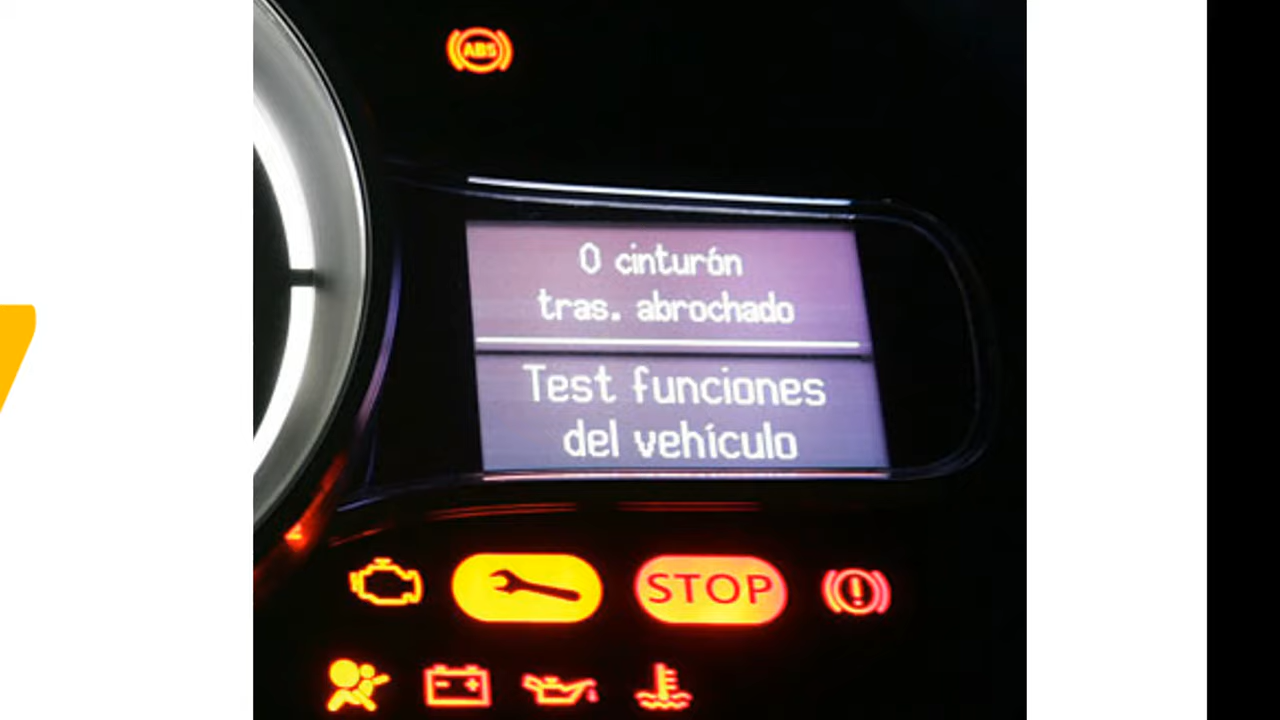 ABS
0 cinturón
tras. abrochado
Test funciones
del vehículo
STOP